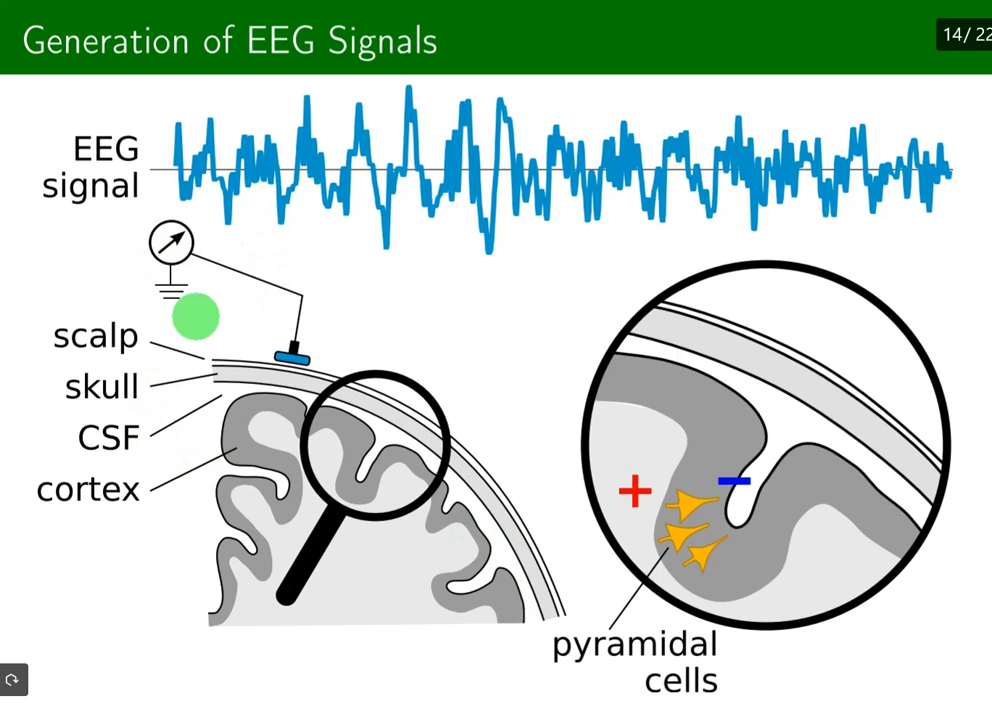 Generation of EEG Signals
14/ 22
EEG
signal
scalp
skull
CSF
cortex
+
−
pyramidal
cells